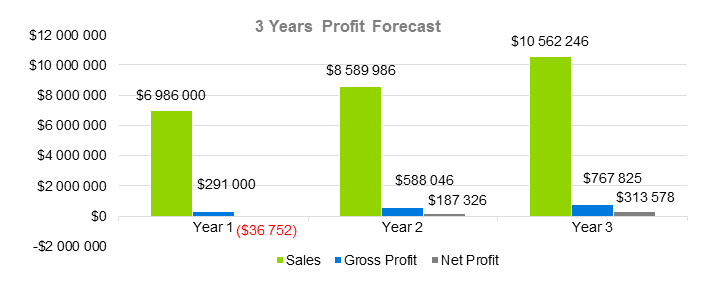 3 Years Profit Forecast
$12 000 000
$10 000 000
$8 000 000
$6 000 000
$4 000 000
$2 000 000
$0
-$2 000 000
$6 986 000
$291 000
($36 752)
$8 589 986
$588 046
$187 326
$10 562 246
$767 825
$313 578
Year 1
Year 2
Year 3
Sales
Gross Profit
Net Profit